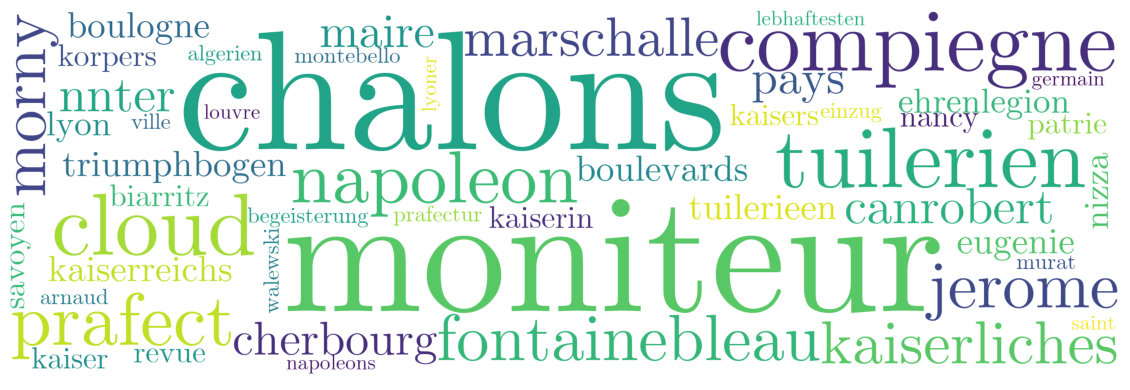 lebhaftesten
boulogne
maire
marschalle
compiegne
morny
korpers
algerien
montebello
chalons
lyoner
pays
germain
nnter
louvre
kaisers
einzug
ehrenlegion
nancy
patrie
lyon
ville
triumphbogen
napoleon
boulevards
tuilerien
nizza
biarritz
cloud
begeisterung
prafectur
kaiserin
tuilerieen
canrobert
savoyen
kaiserreichs
walewski
moniteur
eugenie
murat
jerome
arnaud
prafect
cherbourg
fontainebleau
kaiserliches
saint
kaiser
revue
napoleons